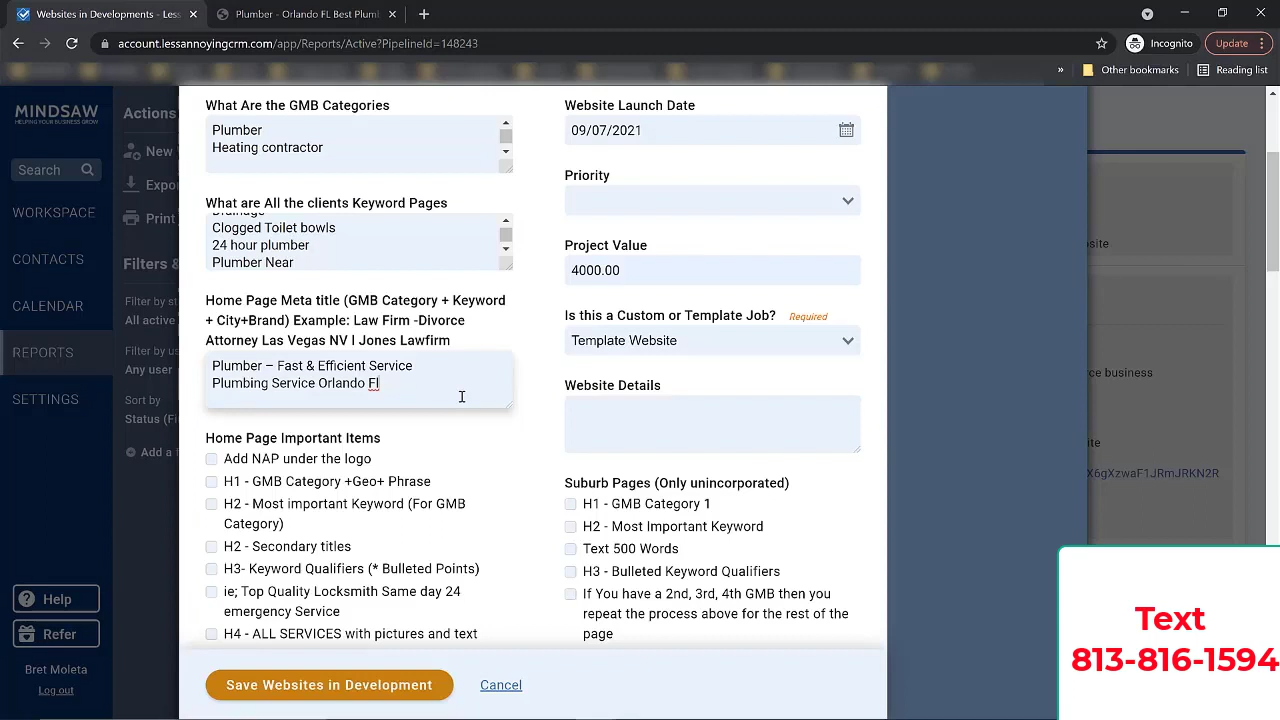 Websites in Developments - Less
Plumber - Orlando FL Best Plum
account.lessannoyingcrm.com/app/Reports/Active?PipelineId=148243
Incognito
Update
Other bookmarks
Reading list
MINDSAW
HELPING YOUR BUSINESS GROW
Search
WORKSPACE
CONTACTS
CALENDAR
REPORTS
SETTINGS
Help
Refer
Bret Moleta
Log out
Actions
New
Expo
Print
Filters &
Filter by st
All active
Filter by us
Any user
Sort by
Status (Fi
Add a f
What Are the GMB Categories
Plumber
Heating contractor
What are All the clients Keyword Pages
Drainage
Clogged Toilet bowls
24 hour plumber
Plumber Near
Home Page Meta title (GMB Category + Keyword
+ City+Brand) Example: Law Firm -Divorce
Attorney Las Vegas NV I Jones Lawfirm
Plumber – Fast & Efficient Service
Plumbing Service Orlando Fl
Home Page Important Items
Add NAP under the logo
H1 - GMB Category +Geo+ Phrase
H2 - Most important Keyword (For GMB
Category)
H2 - Secondary titles
H3- Keyword Qualifiers (* Bulleted Points)
ie; Top Quality Locksmith Same day 24
emergency Service
H4 - ALL SERVICES with pictures and text
Website Launch Date
09/07/2021
Priority
Project Value
4000.00
Is this a Custom or Template Job? Required
Template Website
Website Details
Suburb Pages (Only unincorporated)
H1 - GMB Category 1
H2 - Most Important Keyword
Text 500 Words
H3 - Bulleted Keyword Qualifiers
If You have a 2nd, 3rd, 4th GMB then you
repeat the process above for the rest of the
page
Save Websites in Development
Cancel
site
ce business
ite
X6gXzwaF1JRmJRKN2R
Text
813-816-1594